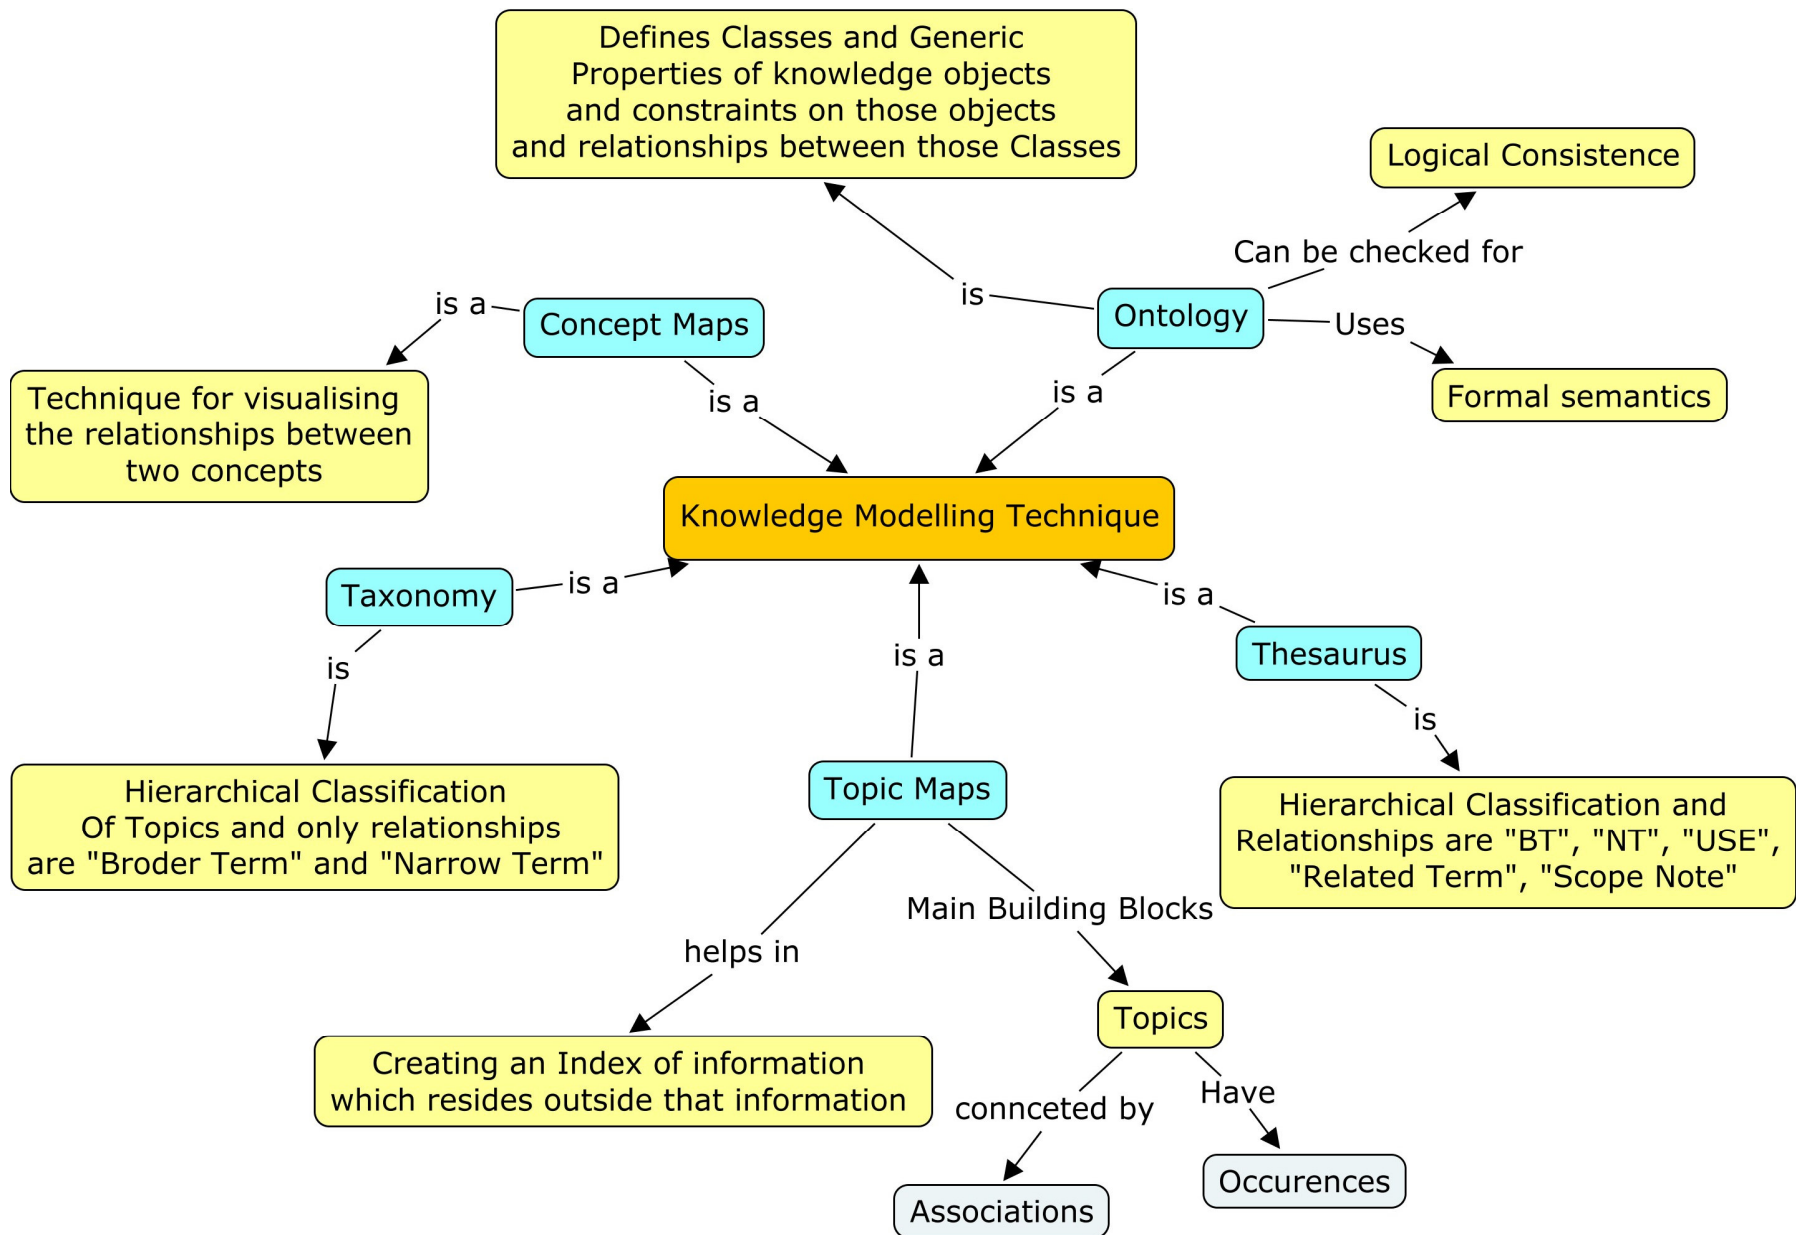 Defines Classes and Generic
Properties of knowledge objects
and constraints on those objects
and relationships between those Classes
Logical Consistence
Can be checked for
is
Ontology
Uses
Formal semantics
is a
Concept Maps
is a
is a
Technique for visualising
the relationships between
two concepts
Knowledge Modelling Technique
Taxonomy
is a
is a
is a
Thesaurus
is
is
Hierarchical Classification
Of Topics and only relationships
are "Broder Term" and "Narrow Term"
Topic Maps
Hierarchical Classification and
Relationships are "BT", "NT", "USE",
"Related Term", "Scope Note"
helps in
Main Building Blocks
Creating an Index of information
which resides outside that information
Topics
connceted by
Have
Associations
Occurences